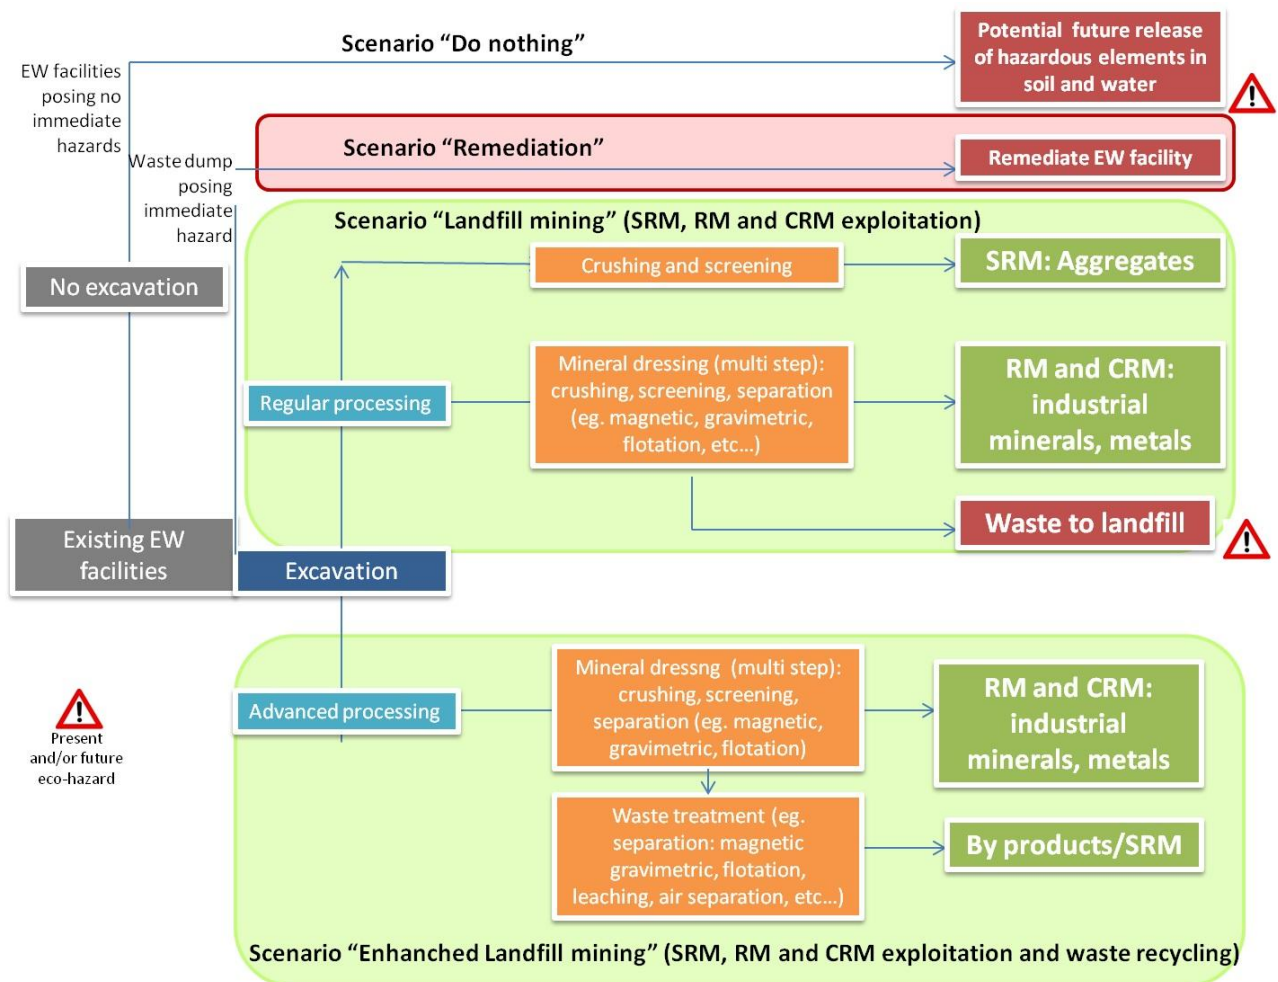 Scenario “Do nothing”
Potential future release
of hazardous elements in
soil and water
EW facilities
posing no
immediate
hazards
Waste dump
posing
immediate
hazard
Scenario “Remediation”
Remediate EW facility
Scenario “Landfill mining” (SRM, RM and CRM exploitation)
No excavation
Crushing and screening
SRM: Aggregates
Regular processing
Mineral dressing (multi step):
crushing, screening, separation
(eg. magnetic, gravimetric,
flotation, etc...)
RM and CRM:
industrial
minerals, metals
Waste to landfill
Existing EW
facilities
Excavation
Advanced processing
Mineral dressng (multi step):
crushing, screening,
separation (eg. magnetic,
gravimetric, flotation)
RM and CRM:
industrial
minerals, metals
Present
and/or future
eco-hazard
Waste treatment (eg.
separation: magnetic
gravimetric, flotation,
leaching, air separation, etc...)
By products/SRM
Scenario “Enhanched Landfill mining” (SRM, RM and CRM exploitation and waste recycling)